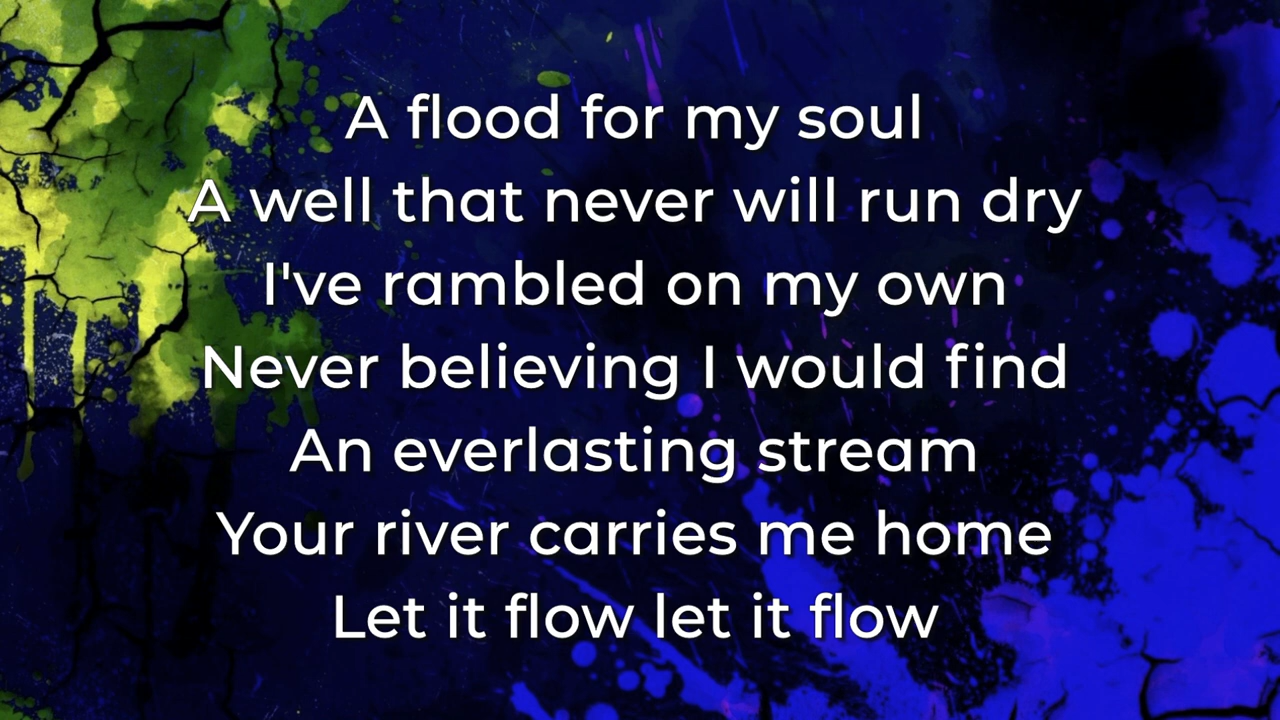 A flood for my soul
A well that never will run dry
I've rambled on my own
Never believing I would find
An everlasting stream
Your river carries me home
Let it flow let it flow